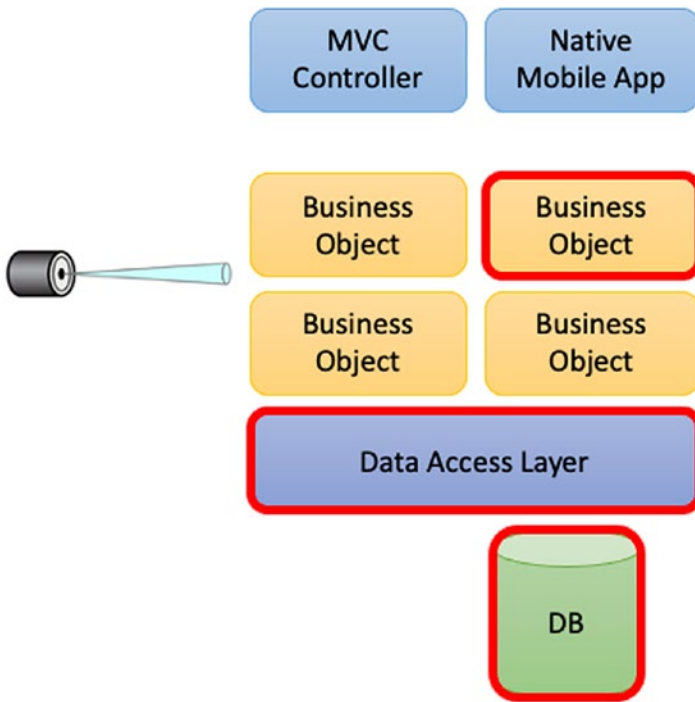 MVC
Controller
Native
Mobile App
Business
Object
Business
Object
Business
Object
Business
Object
Data Access Layer
DB